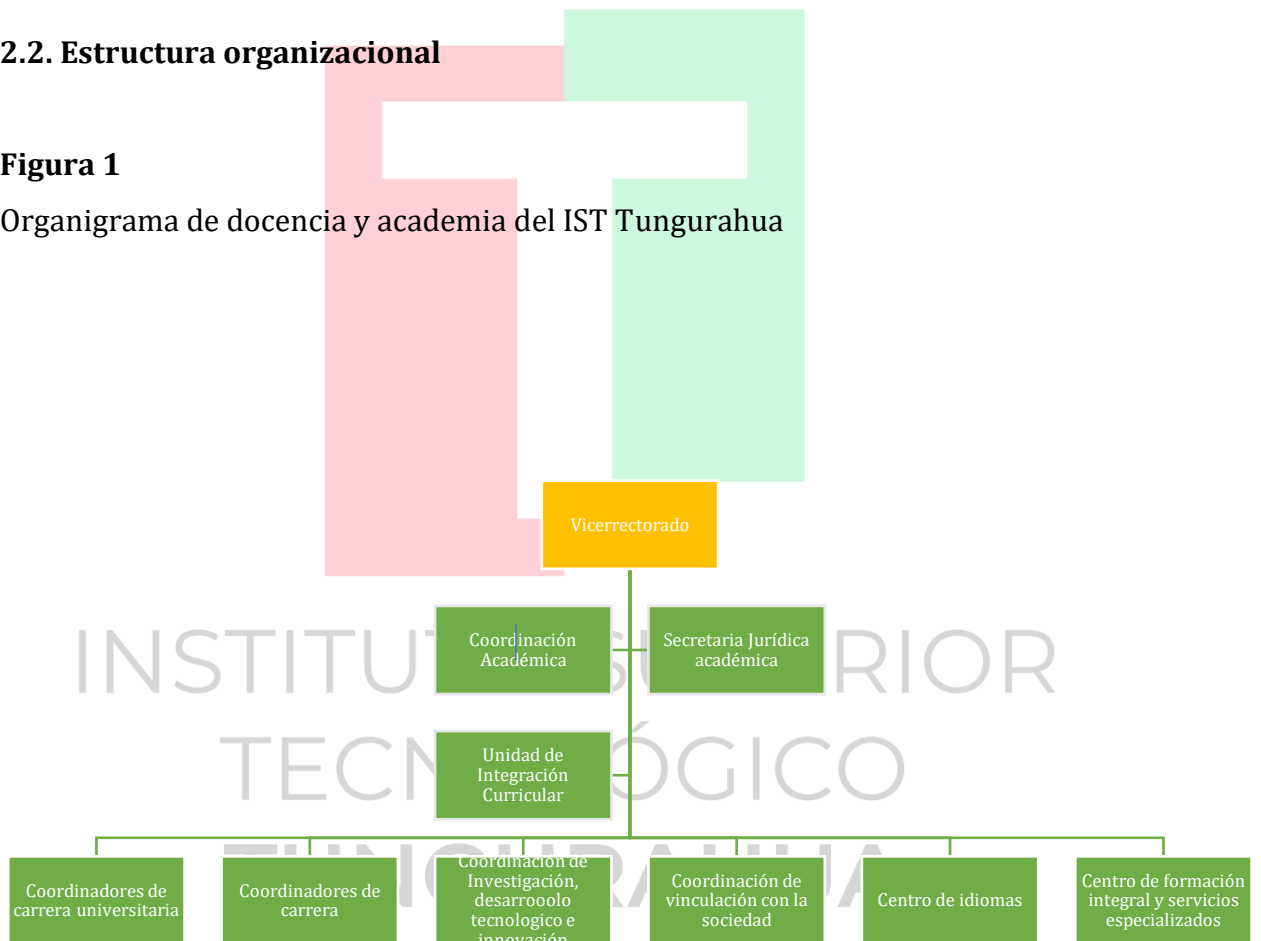 2.2. Estructura organizacional
Figura 1
Organigrama de docencia y academia del IST Tungurahua
Vicerrectorado
Coordinación
Académica
Secretaria Jurídica
académica
INSTITUTO SUPERIOR
TECNOLÓGICO
TUNGURAHUA
Unidad de
Integración
Curricular
Coordinadores de
carrera universitaria
Coordinadores de
carrera
Coordinación de
Investigación,
desarrooolo
tecnologico e
innovación
Coordinación de
vinculación con la
sociedad
Centro de idiomas
Centro de formación
integral y servicios
especializados